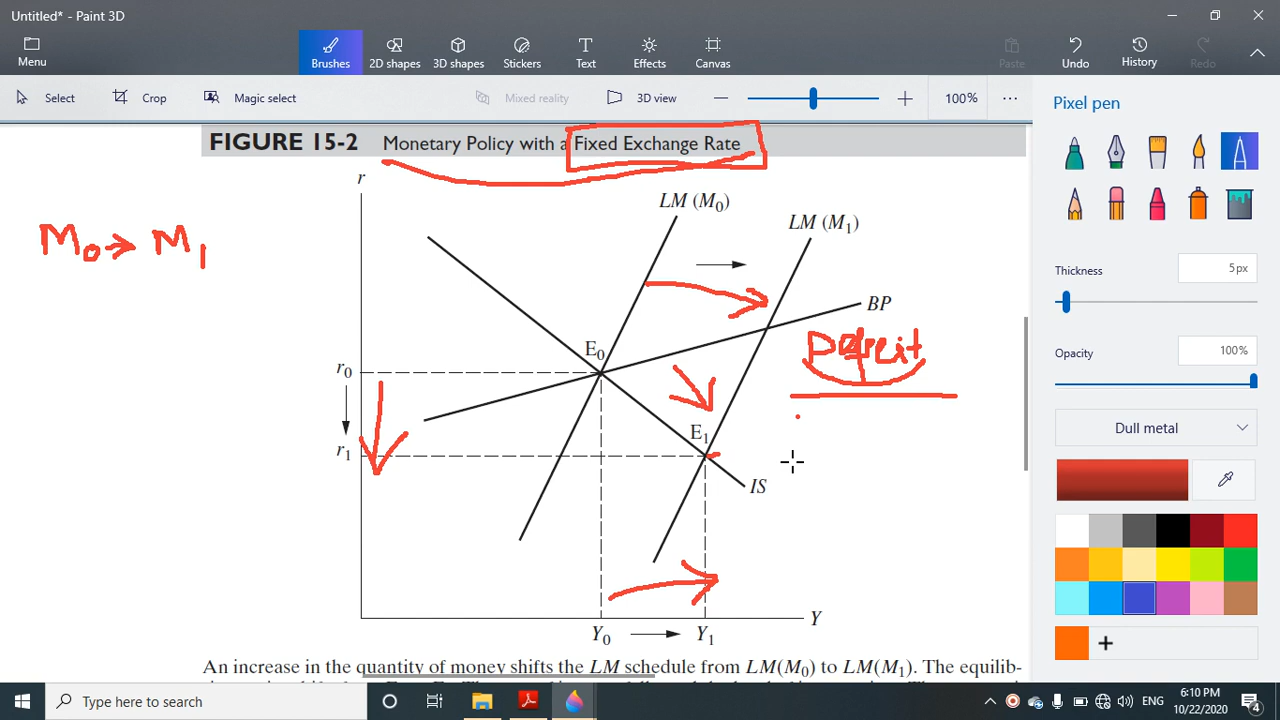 Untitled* - Paint 3D
Menu
Brushes
2D shapes
3D shapes
Stickers
Text
Effects
Canvas
Paste
Undo
History
Redo
Select
Crop
Magic select
Mixed reality
3D view
100%
Pixel pen
Thickness
5px
Opacity
100%
Dull metal
FIGURE 15-2 Monetary Policy with a Fixed Exchange Rate
r
LM (M0)
LM (M1)
M0 → M1
BP
Deficit
E0
r0
E1
r1
IS
Y
Y0
Y1
An increase in the quantity of money shifts the LM schedule from LM(M0) to LM(M1). The equilib-
Type here to search
ENG
6:10 PM
10/22/2020
4